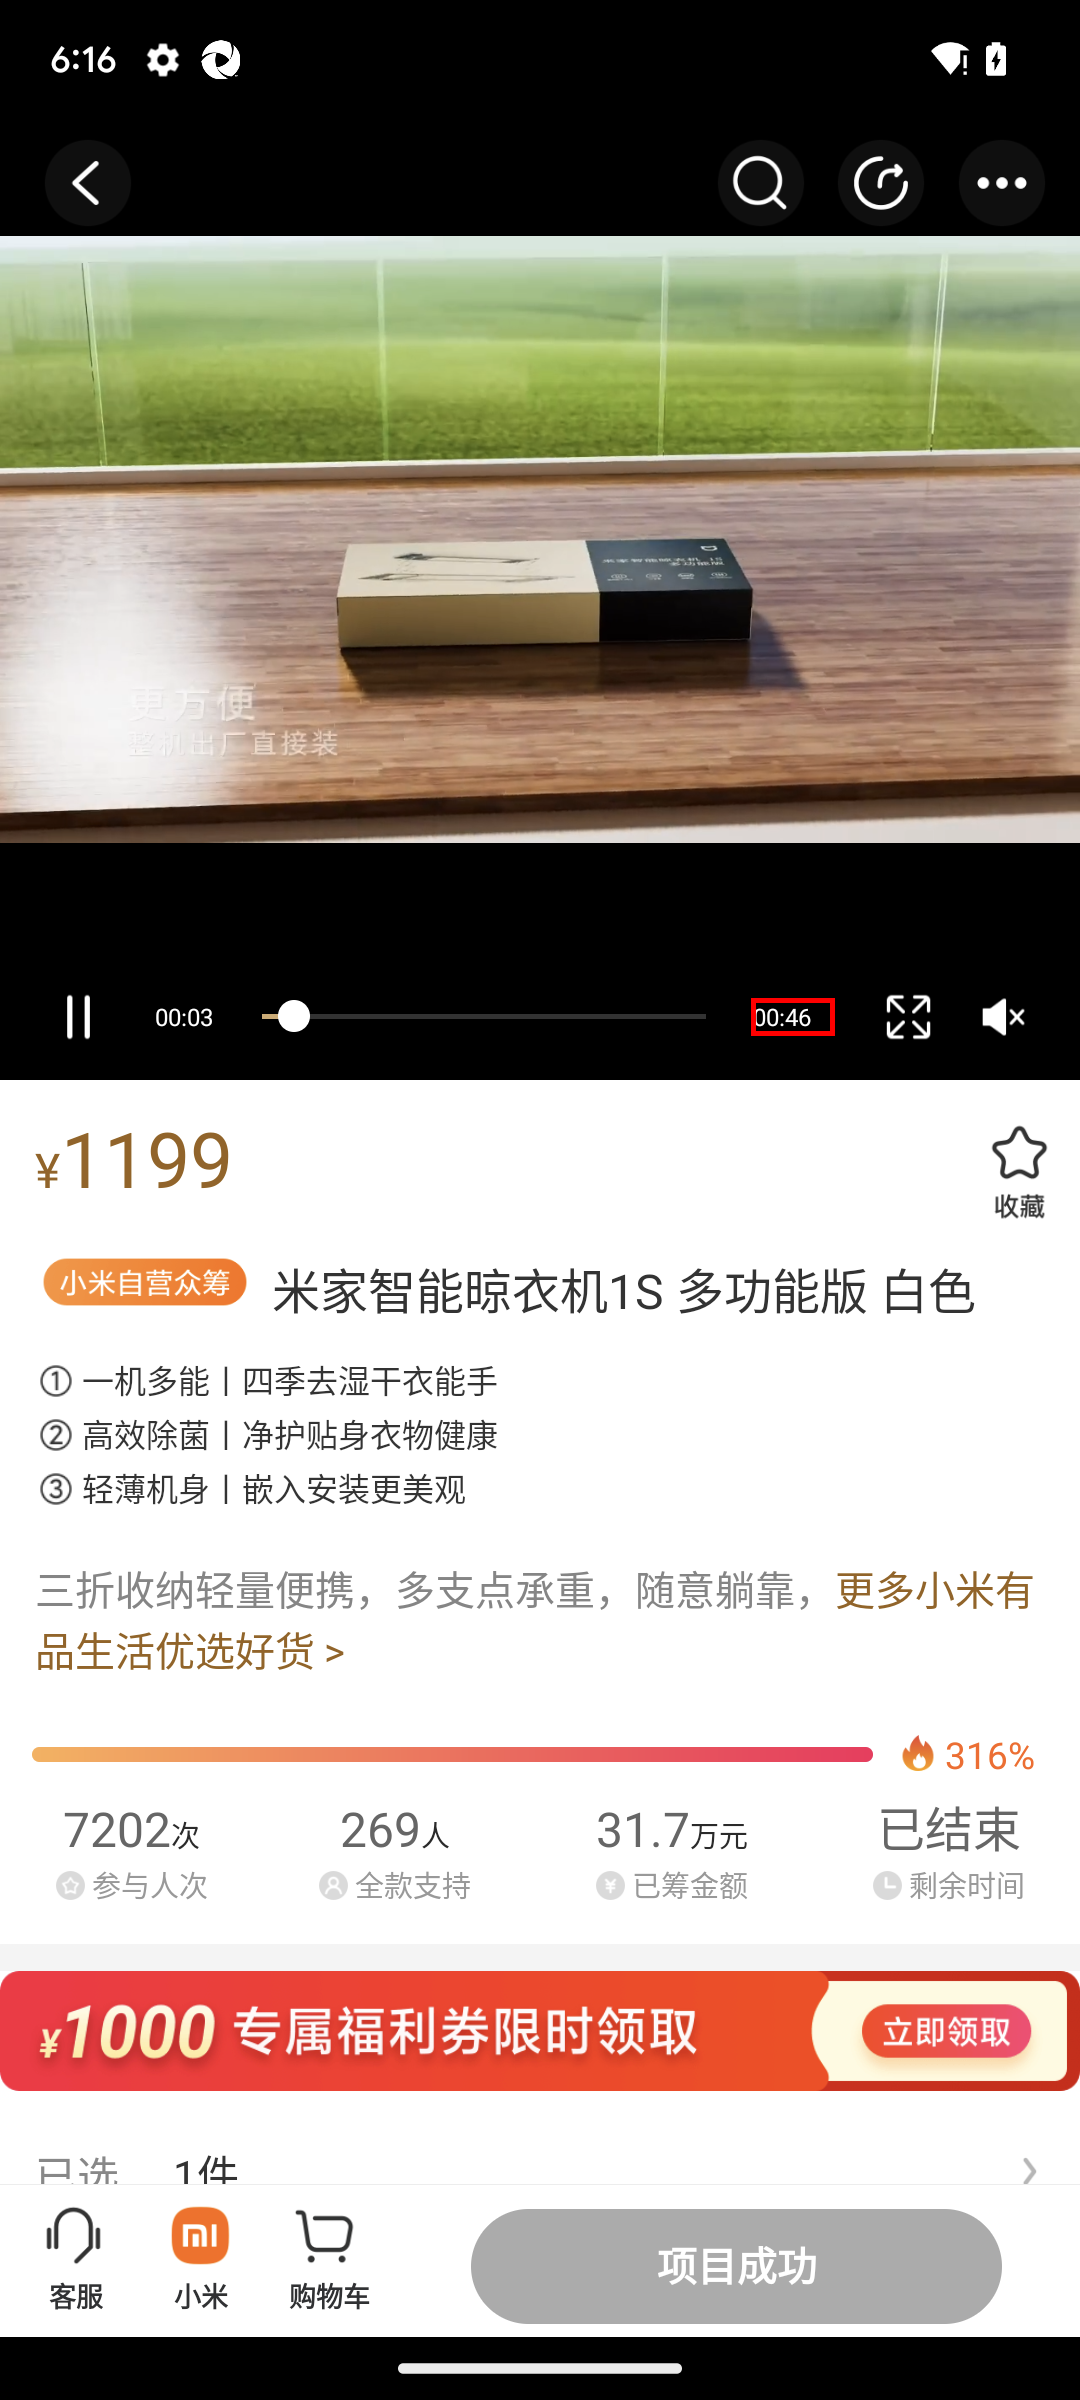 6:16
更方便
整机出厂直接装
00:03
00:46
¥1199
收藏
小米自营众筹
米家智能晾衣机1S 多功能版 白色
① 一机多能丨四季去湿干衣能手
② 高效除菌丨净护贴身衣物健康
③ 轻薄机身丨嵌入安装更美观
三折收纳轻量便携，多支点承重，随意躺靠，更多小米有
品生活优选好货 >
316%
7202次
269人
31.7万元
已结束
参与人次
全款支持
已筹金额
剩余时间
¥1000 专属福利券限时领取
立即领取
已选
1件
客服
小米
购物车
项目成功